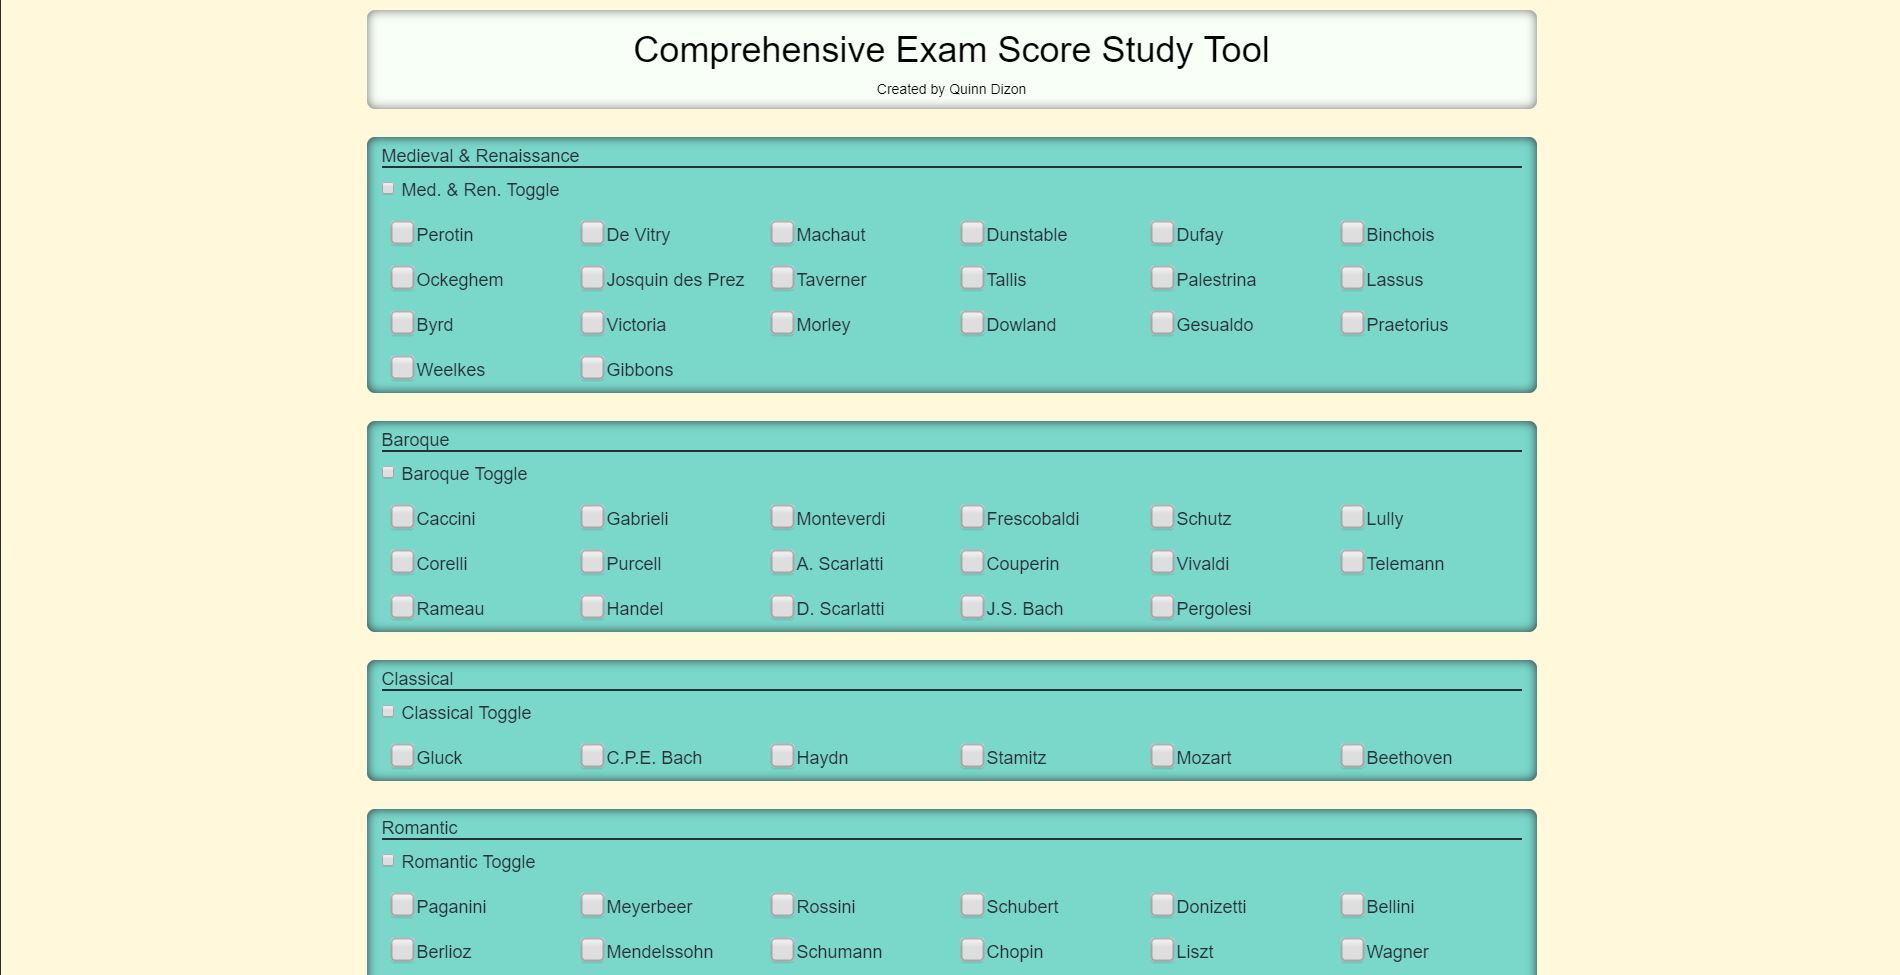 Comprehensive Exam Score Study Tool
Created by Quinn Dizon
Medieval & Renaissance
Med. & Ren. Toggle
Perotin De Vitry Machaut Dunstable Dufay Binchois
Ockeghem Josquin des Prez Taverner Tallis Palestrina Lassus
Byrd Victoria Morley Dowland Gesualdo Praetorius
Weelkes Gibbons
Baroque
Baroque Toggle
Caccini Gabrieli Monteverdi Frescobaldi Schutz Lully
Corelli Purcell A. Scarlatti Couperin Vivaldi Telemann
Rameau Handel D. Scarlatti J.S. Bach Pergolesi
Classical
Classical Toggle
Gluck C.P.E. Bach Haydn Stamitz Mozart Beethoven
Romantic
Romantic Toggle
Paganini Meyerbeer Rossini Schubert Donizetti Bellini
Berlioz Mendelssohn Schumann Chopin Liszt Wagner